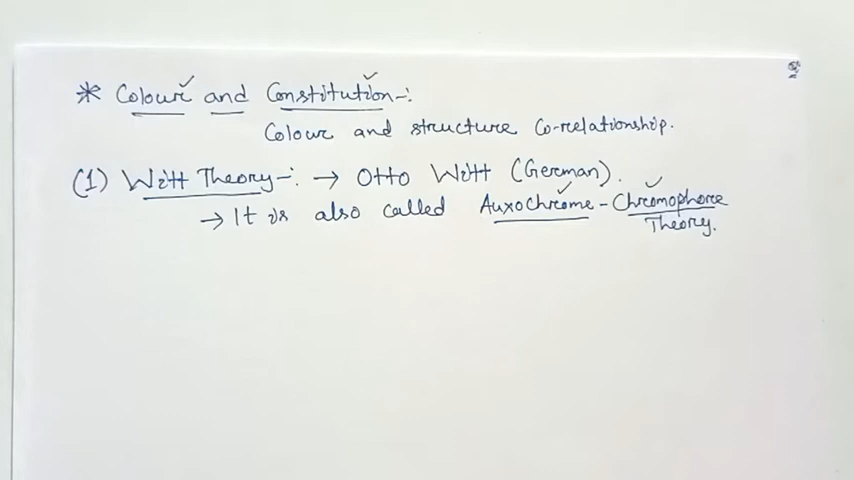 * Colour and Constitution-:
Colour and structure Co-relationship.
(1) Witt Theory-: → Otto Witt (German).
→ It is also called Auxochrome - Chromophore
Theory.